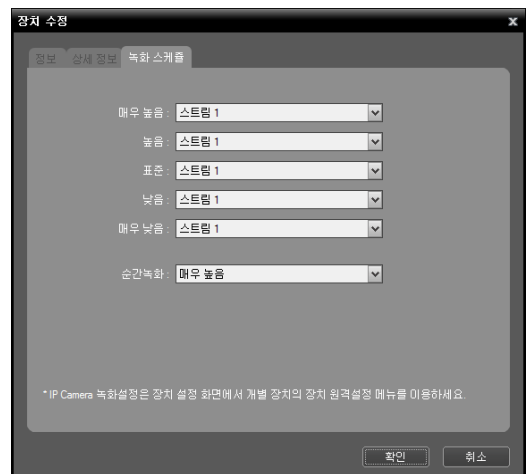 장치 수정 x
정보 상세 정보 녹화 스케쥴
매우 높음 : 스트림 1
높음 : 스트림 1
표준 : 스트림 1
낮음 : 스트림 1
매우 낮음 : 스트림 1
순간녹화 : 매우 높음
* IP Camera 녹화설정은 장치 설정 화면에서 개별 장치의 장치 원격설정 메뉴를 이용하세요.
확인 취소